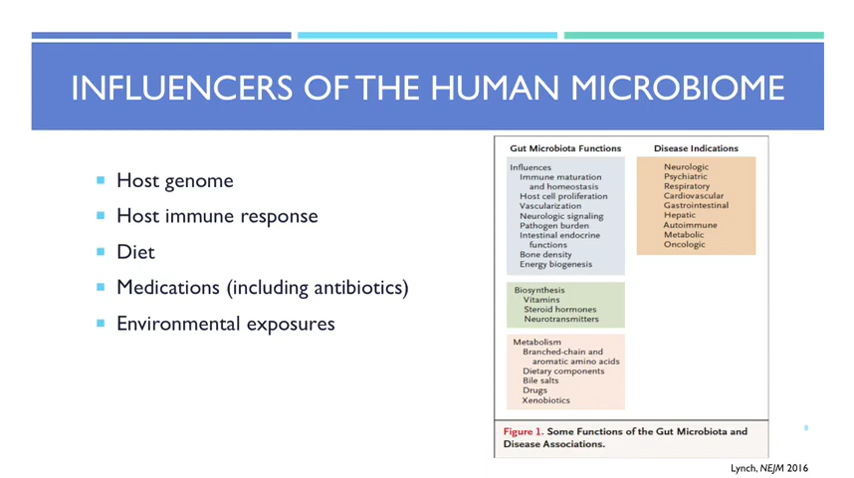 INFLUENCERS OF THE HUMAN MICROBIOME
Host genome
Host immune response
Diet
Medications (including antibiotics)
Environmental exposures
Gut Microbiota Functions
Influences
Immune maturation
and homeostasis
Host cell proliferation
Vascularization
Neurologic signaling
Pathogen burden
Intestinal endocrine
functions
Bone density
Energy biogenesis
Biosynthesis
Vitamins
Steroid hormones
Neurotransmitters
Metabolism
Branched-chain and
aromatic amino acids
Dietary components
Bile salts
Drugs
Xenobiotics
Disease Indications
Neurologic
Psychiatric
Respiratory
Cardiovascular
Gastrointestinal
Hepatic
Autoimmune
Metabolic
Oncologic
Figure 1. Some Functions of the Gut Microbiota and
Disease Associations.
Lynch, NEJM 2016